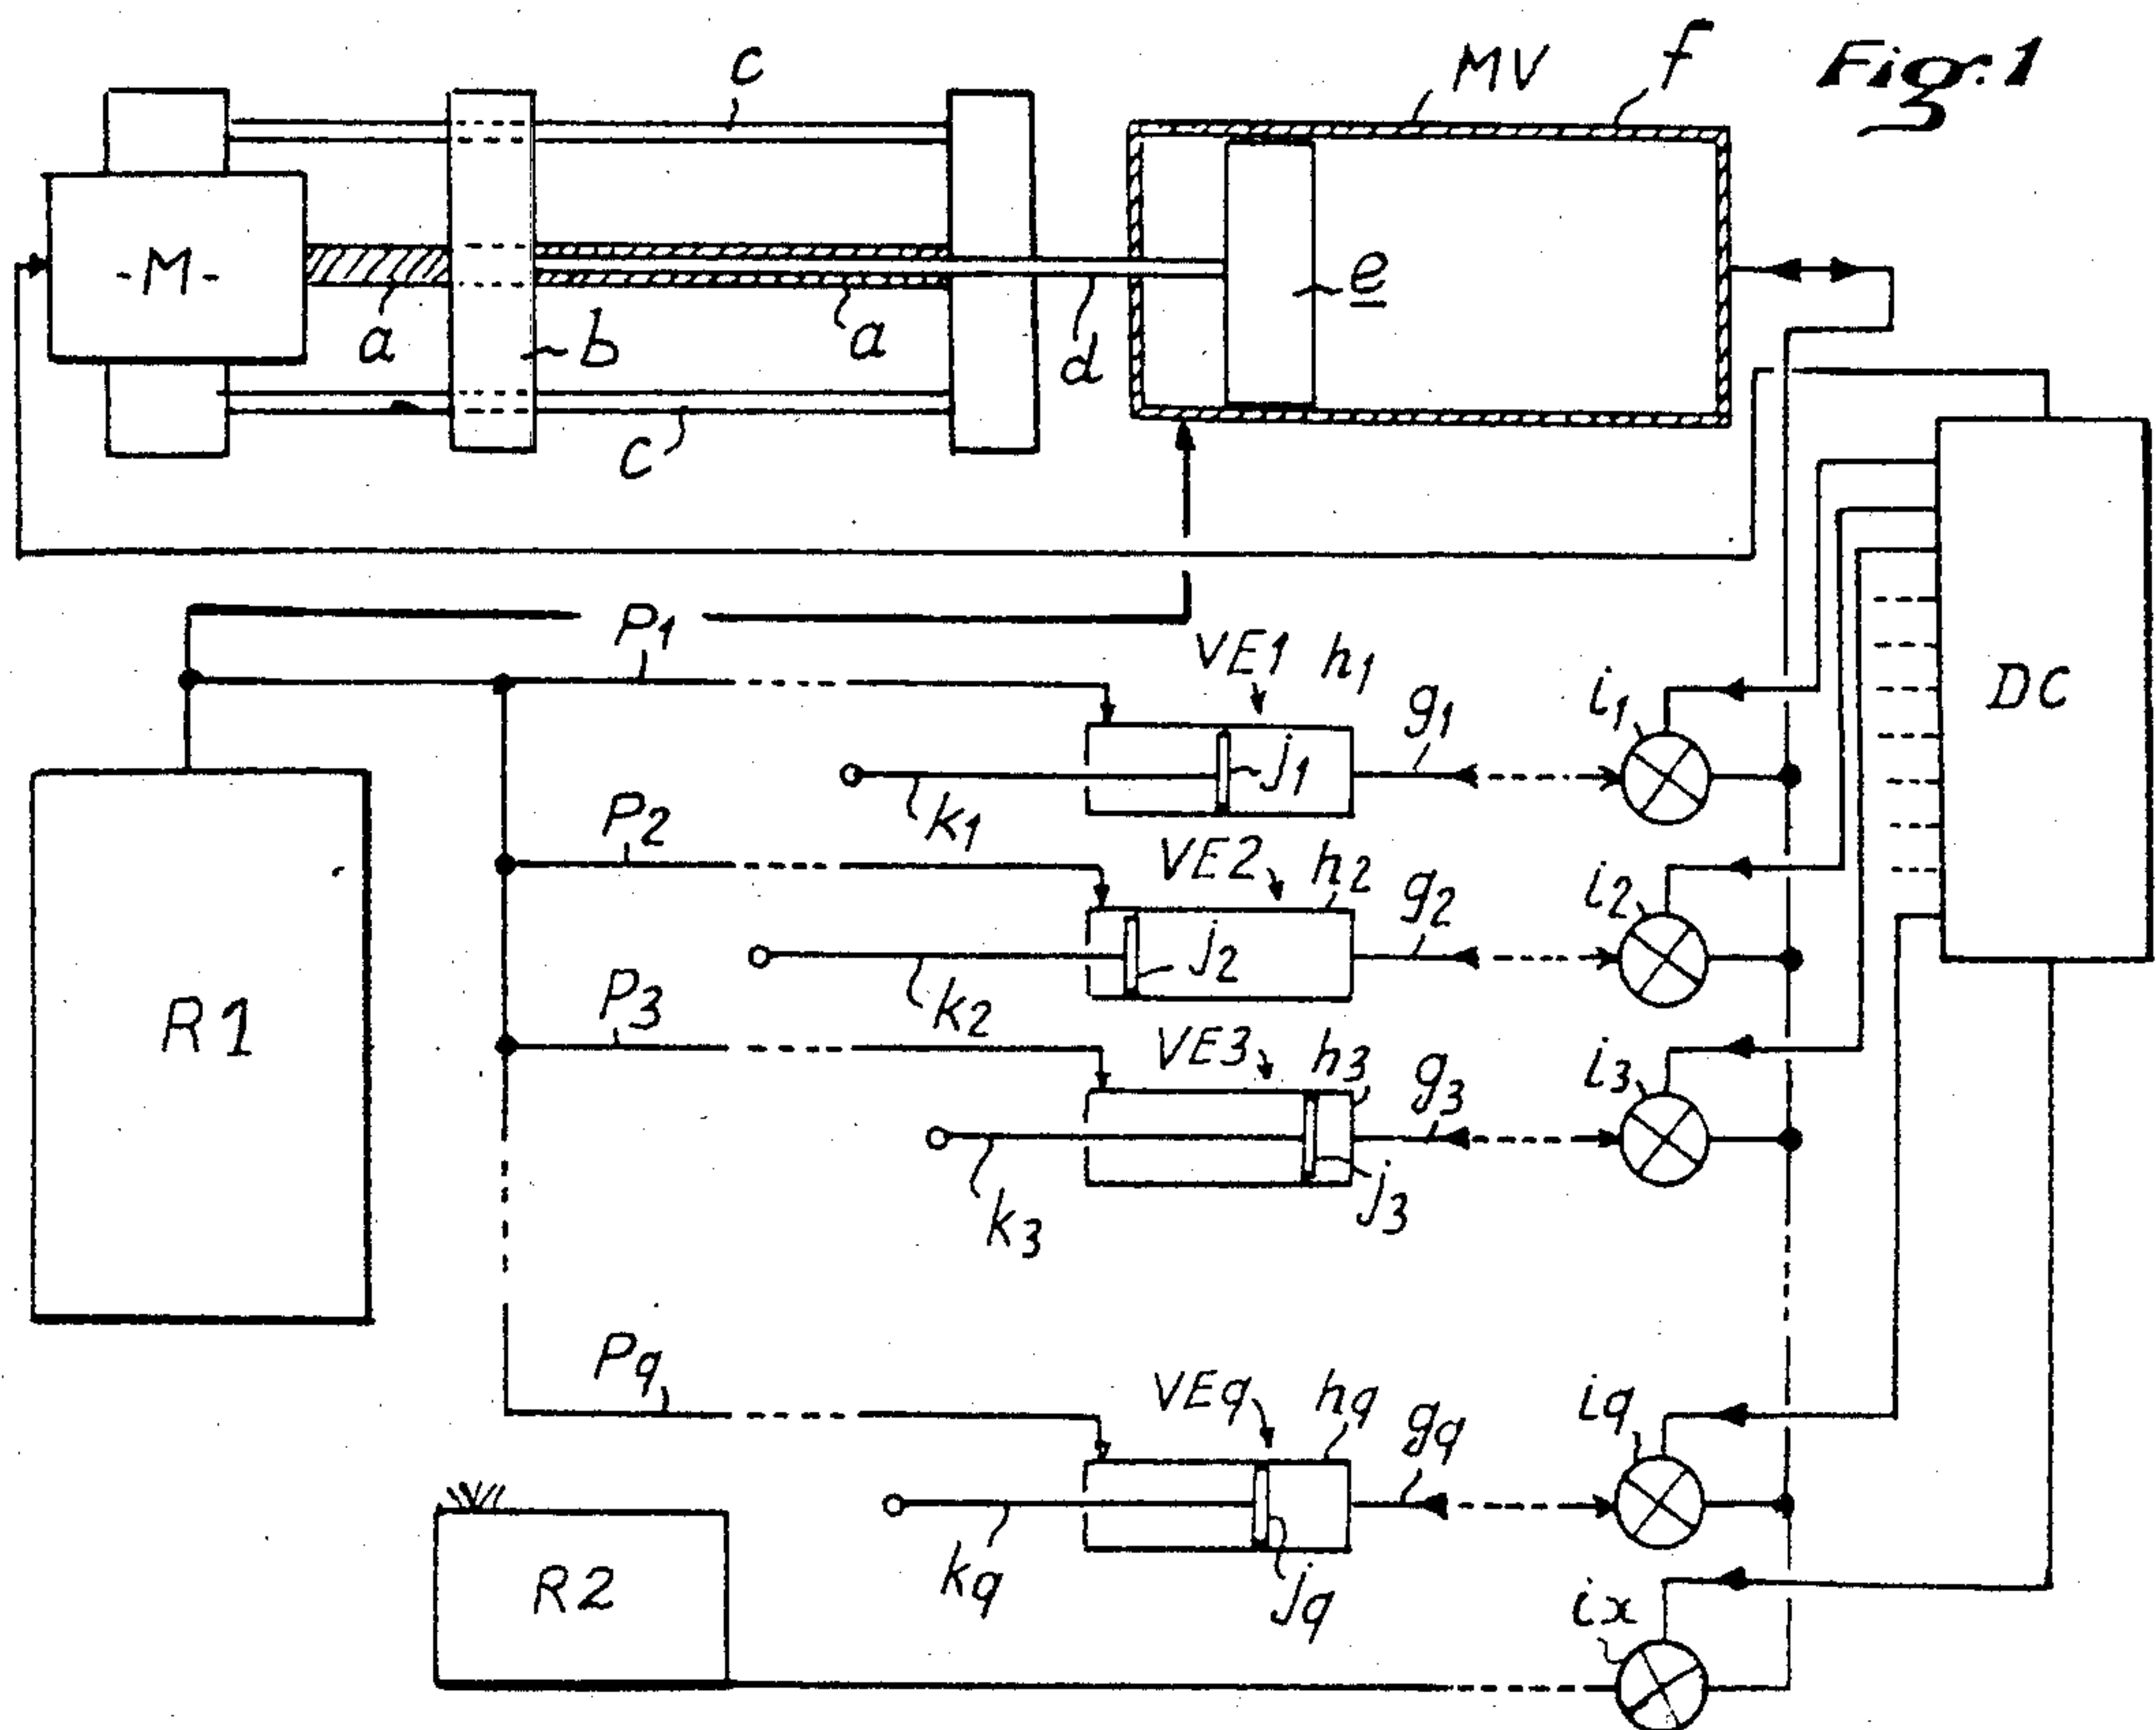 Fig:1
c
MV
f
-M-
a
b
a
d
e
c
P1
VE1
h1
g1
i1
j1
k1
DC
P2
VE2
h2
g2
i2
j2
k2
R1
P3
VE3
h3
g3
i3
j3
k3
Pq
VEq
hq
gq
iq
jq
kq
R2
ix